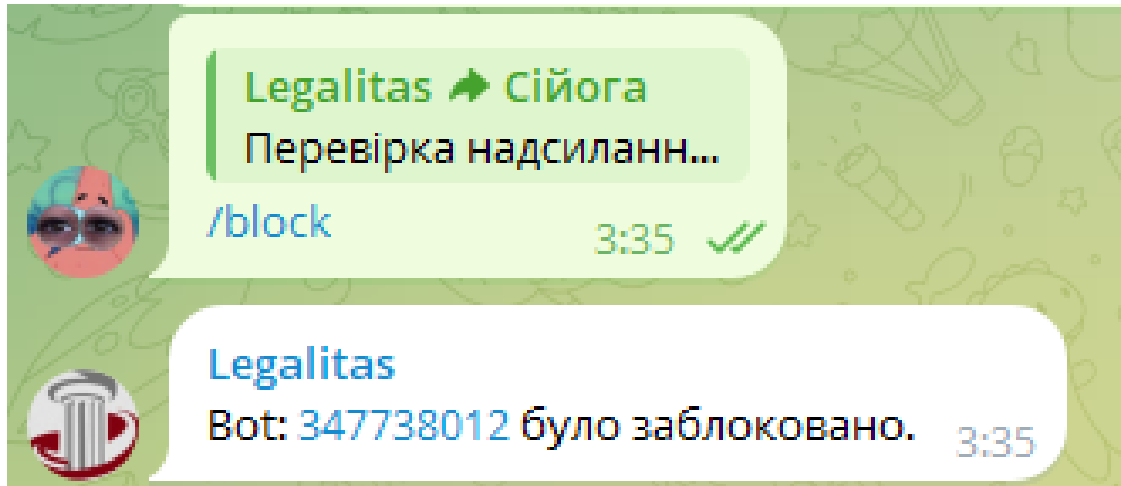 Legalitas ➦ Сійога
Перевірка надсиланн...
/block
3:35
Legalitas
Bot: 347738012 було заблоковано.
3:35